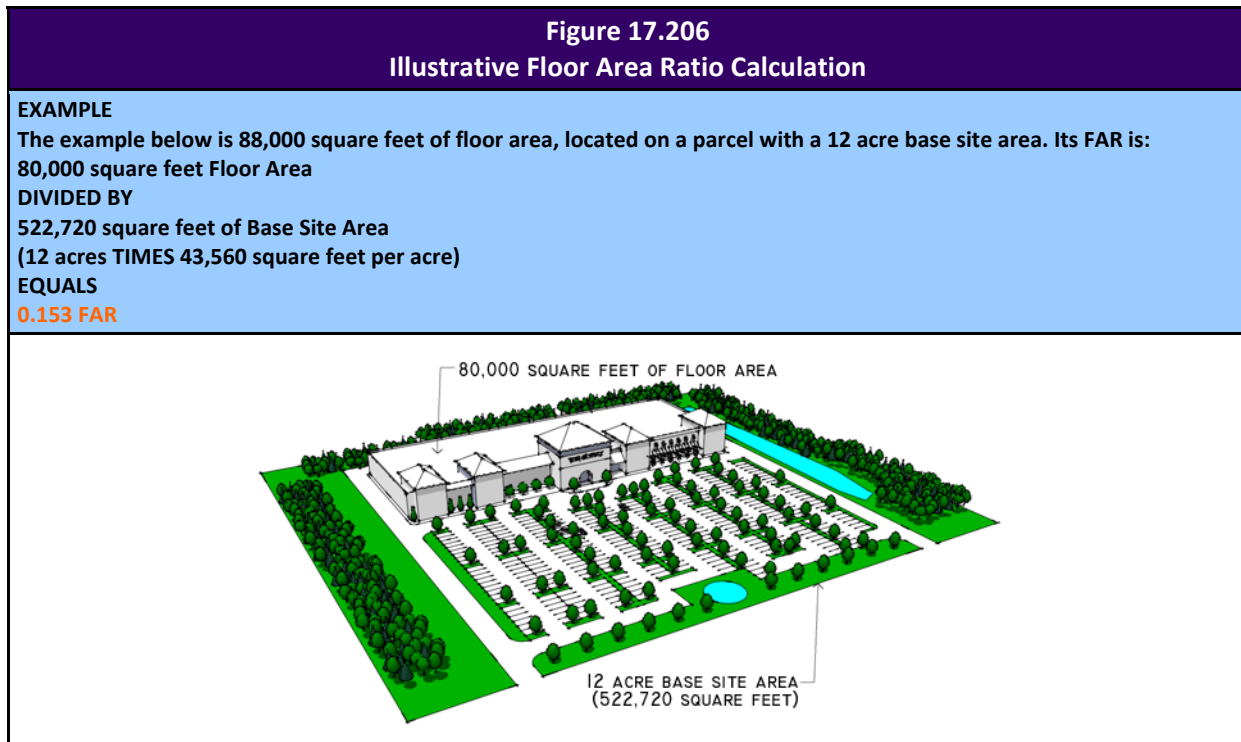 Figure 17.206
Illustrative Floor Area Ratio Calculation
EXAMPLE
The example below is 88,000 square feet of floor area, located on a parcel with a 12 acre base site area. Its FAR is:
80,000 square feet Floor Area
DIVIDED BY
522,720 square feet of Base Site Area
(12 acres TIMES 43,560 square feet per acre)
EQUALS
0.153 FAR
80,000 SQUARE FEET OF FLOOR AREA
12 ACRE BASE SITE AREA
(522,720 SQUARE FEET)